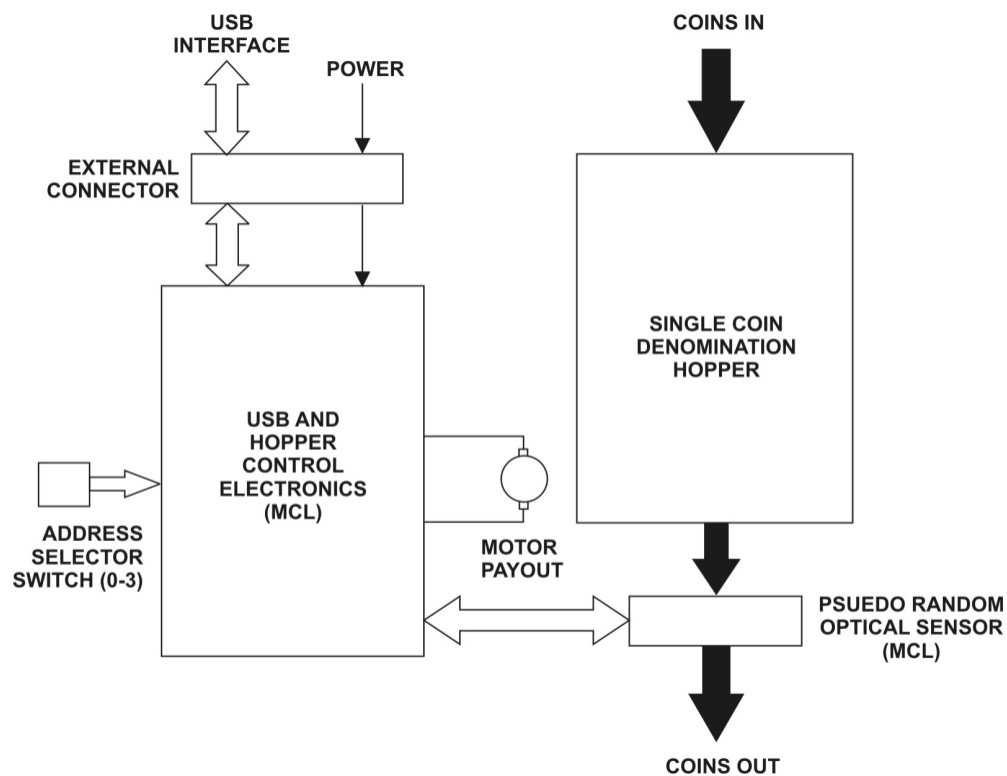 USB
INTERFACE
POWER
COINS IN
EXTERNAL
CONNECTOR
SINGLE COIN
DENOMINATION
HOPPER
USB AND
HOPPER
CONTROL
ELECTRONICS
(MCL)
ADDRESS
SELECTOR
SWITCH (0-3)
MOTOR
PAYOUT
PSUEDO RANDOM
OPTICAL SENSOR
(MCL)
COINS OUT